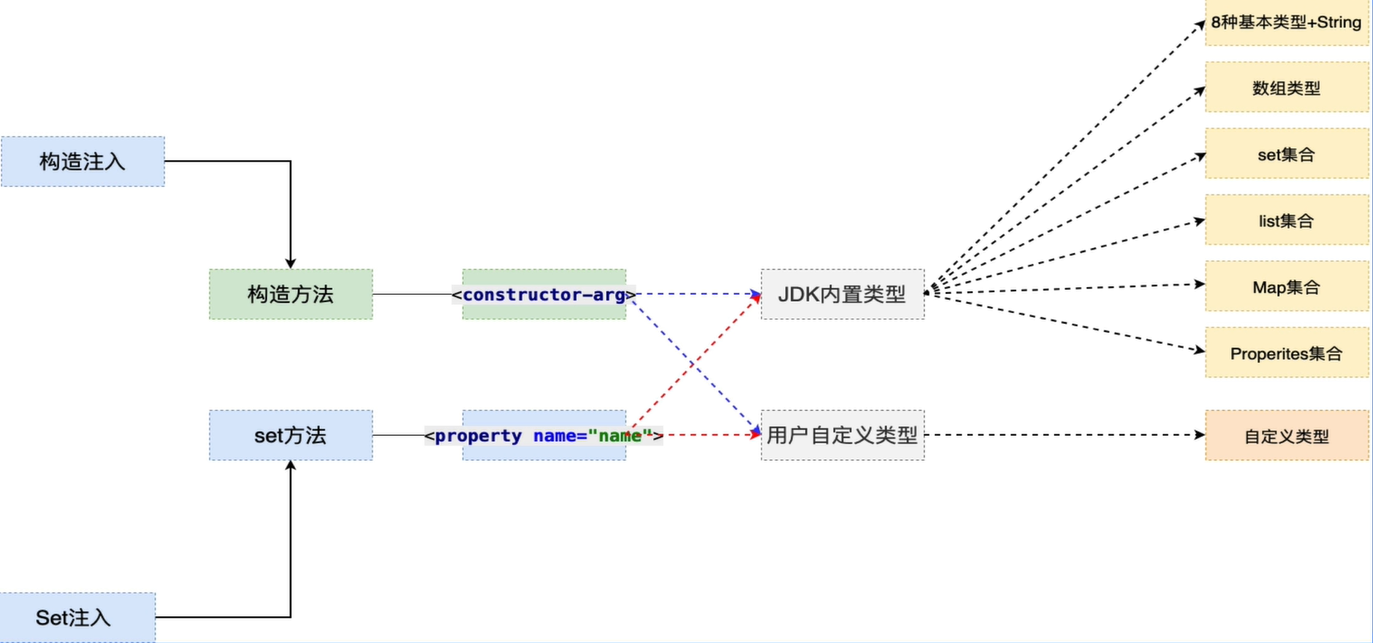 8种基本类型+String
数组类型
构造注入
set集合
list集合
构造方法
<constructor-arg>
JDK内置类型
Map集合
Properites集合
set方法
<property name="name">
用户自定义类型
自定义类型
Set注入